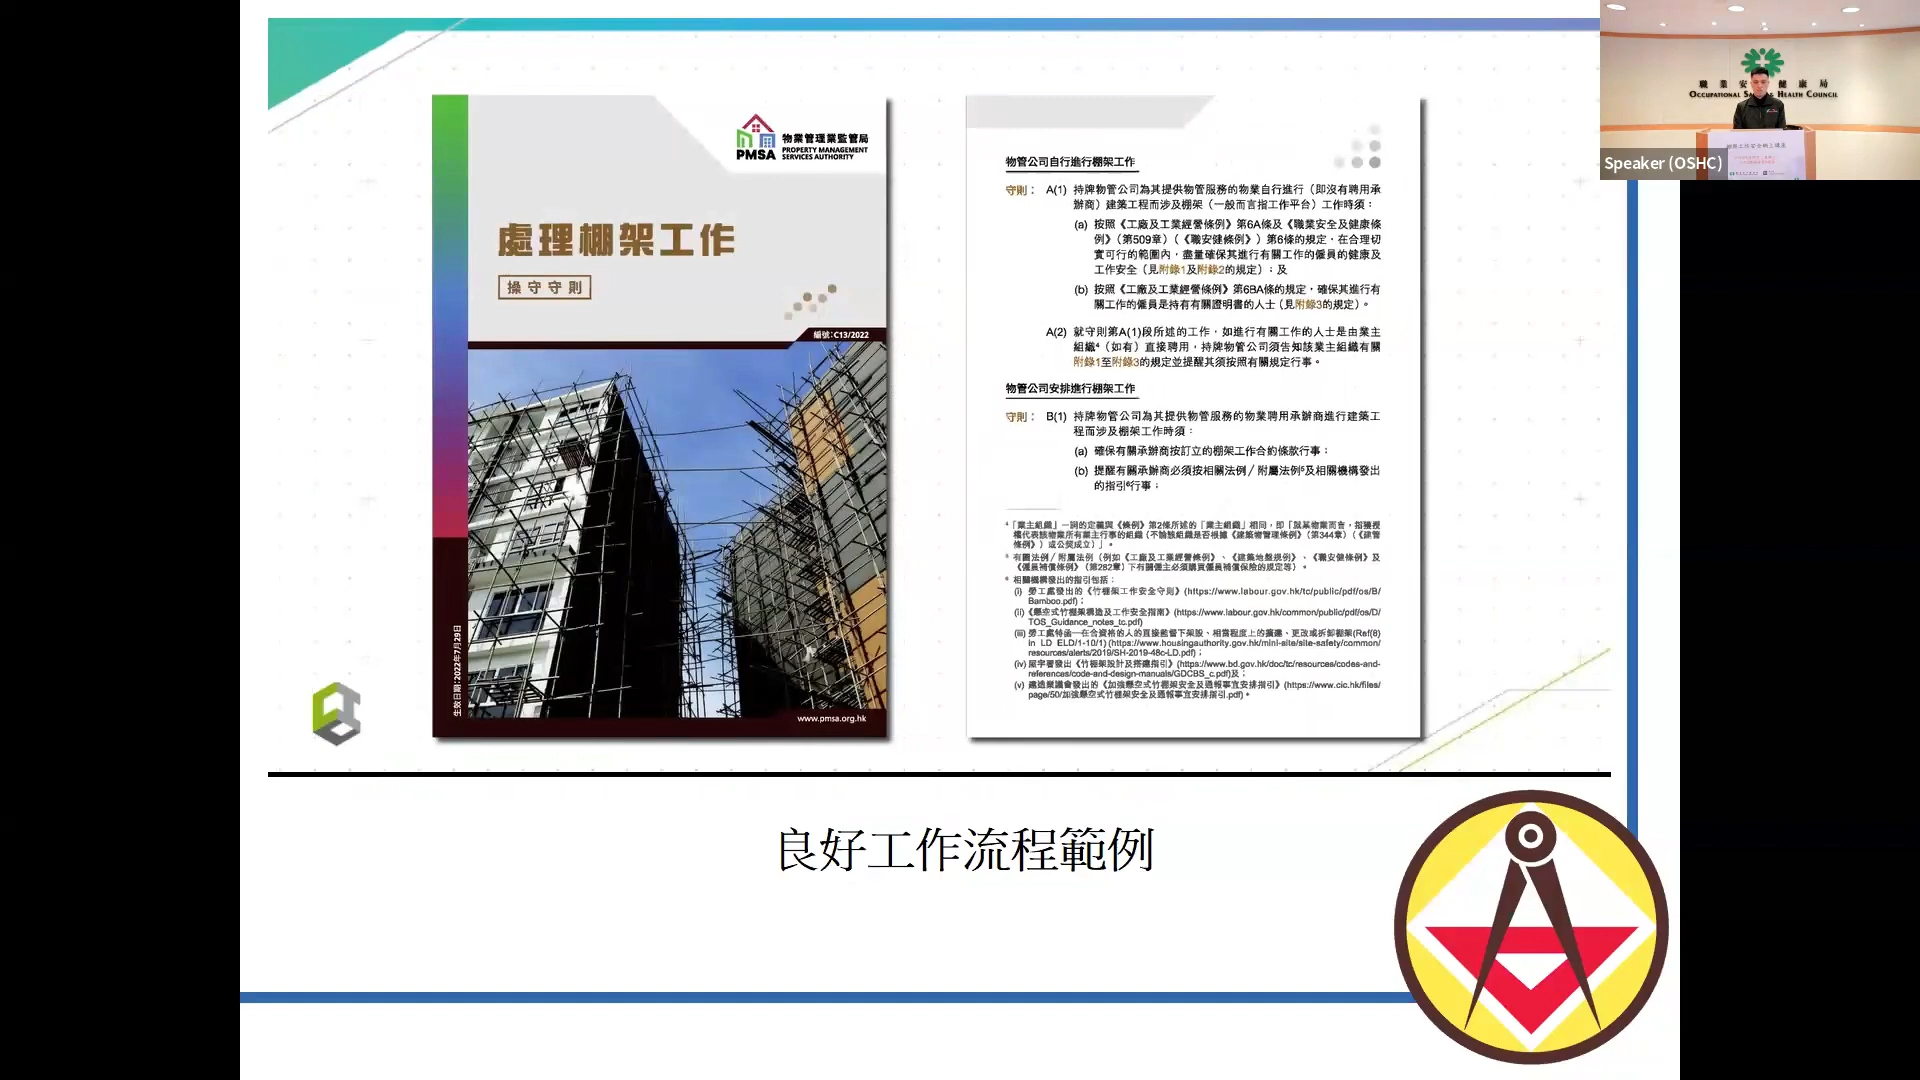 物業管理業監管局
PMSA
PROPERTY MANAGEMENT
SERVICES AUTHORITY
處理棚架工作
操守守則
編號:C13/2022
生效日期:2022年7月29日
www.pmsa.org.hk
物管公司自行進行棚架工作
守則： A(1) 持牌物管公司為其提供物管服務的物業自行進行（即沒有聘用承
辦商）建築工程而涉及棚架（一般而言指工作平台）工作時須：
(a) 按照《工廠及工業經營條例》第6A條及《職業安全及健康條
例》（第509章）（《職安健條例》）第6條的規定，在合理切
實可行的範圍內，盡量確保其進行有關工作的僱員的健康及
工作安全（見附錄1及附錄2的規定）；及
(b) 按照《工廠及工業經營條例》第6BA條的規定，確保其進行有
關工作的僱員是持有有關證明書的人士（見附錄3的規定）。
A(2) 就守則第A(1)段所述的工作，如進行有關工作的人士是由業主
組織⁴（如有）直接聘用，持牌物管公司須告知該業主組織有關
附錄1至附錄3的規定並提醒其須按照有關規定行事。
物管公司安排進行棚架工作
守則： B(1) 持牌物管公司為其提供物管服務的物業聘用承辦商進行建築工
程而涉及棚架工作時須：
(a) 確保有關承辦商按訂立的棚架工作合約條款行事；
(b) 提醒有關承辦商必須按相關法例／附屬法例⁵及相關機構發出
的指引⁶行事；
⁴「業主組織」一詞的定義與《條例》第2條所述的「業主組織」相同，即「就某物業而言，指獲授
權代表該物業所有業主行事的組織（不論該組織是否根據《建築物管理條例》（第344章）（《建管
條例》）或公契成立）」。
⁵ 有關法例／附屬法例（例如《工廠及工業經營條例》、《建築地盤規例》、《職安健條例》及
《僱員補償條例》（第282章）下有關僱主必須購買僱員補償保險的規定等）。
⁶ 相關機構發出的指引包括：
(i) 勞工處發出的《竹棚架工作安全守則》(https://www.labour.gov.hk/tc/public/pdf/os/B/
Bamboo.pdf)；
(ii)《懸空式竹棚架構造及工作安全指南》(https://www.labour.gov.hk/common/public/pdf/os/D/
TOS_Guidance_notes_tc.pdf)
(iii) 勞工處特函—在合資格的人的直接監督下架設、相當程度上的擴建、更改或拆卸棚架(Ref(8)
in LD ELD/1-10/1)(https://www.housingauthority.gov.hk/mini-site/site-safety/common/
resources/alerts/2019/SH-2019-48c-LD.pdf)；
(iv) 屋宇署發出《竹棚架設計及搭建指引》(https://www.bd.gov.hk/doc/tc/resources/codes-and-
references/code-and-design-manuals/GDCBS_c.pdf)及；
(v) 建造業議會發出的《加強懸空式竹棚架安全及通報事宜安排指引》(https://www.cic.hk/files/
page/50/加強懸空式竹棚架安全及通報事宜安排指引.pdf)。
良好工作流程範例
職 業 安 健 康 局
OCCUPATIONAL HEALTH COUNCIL
Speaker (OSHC)